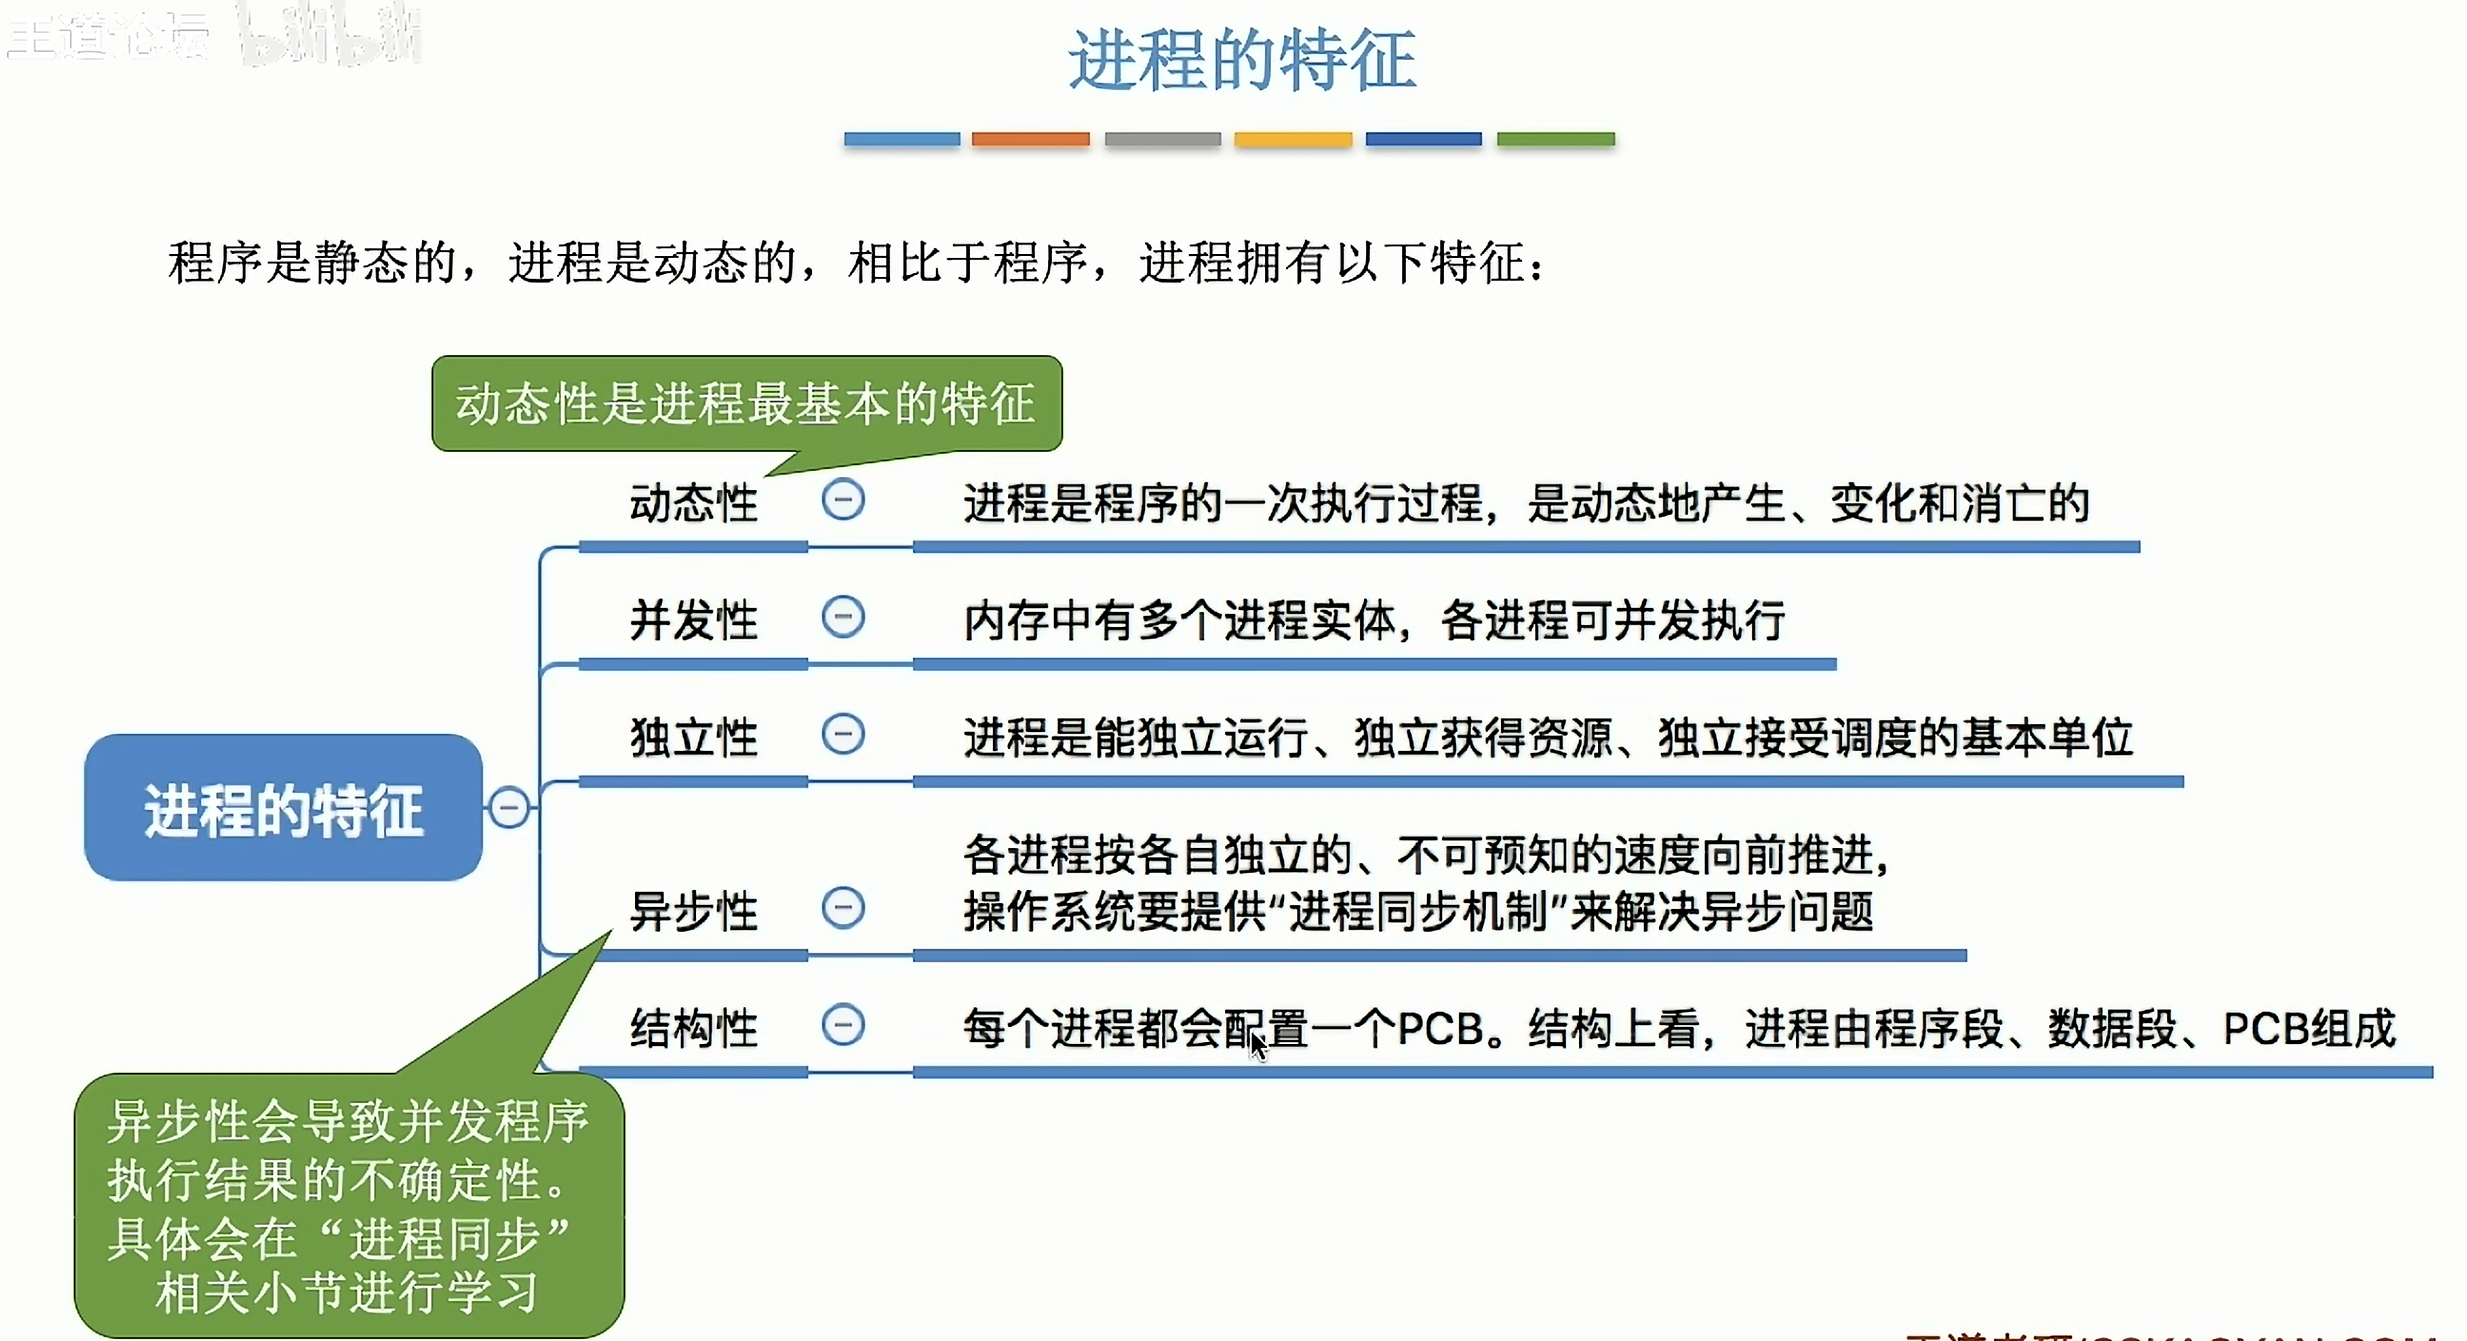 王道论坛 bilibili
进程的特征
程序是静态的，进程是动态的，相比于程序，进程拥有以下特征：
动态性是进程最基本的特征
动态性 进程是程序的一次执行过程，是动态地产生、变化和消亡的
并发性 内存中有多个进程实体，各进程可并发执行
独立性 进程是能独立运行、独立获得资源、独立接受调度的基本单位
进程的特征
各进程按各自独立的、不可预知的速度向前推进，
异步性 操作系统要提供“进程同步机制”来解决异步问题
结构性 每个进程都会配置一个PCB。结构上看，进程由程序段、数据段、PCB组成
异步性会导致并发程序
执行结果的不确定性。
具体会在“进程同步”
相关小节进行学习